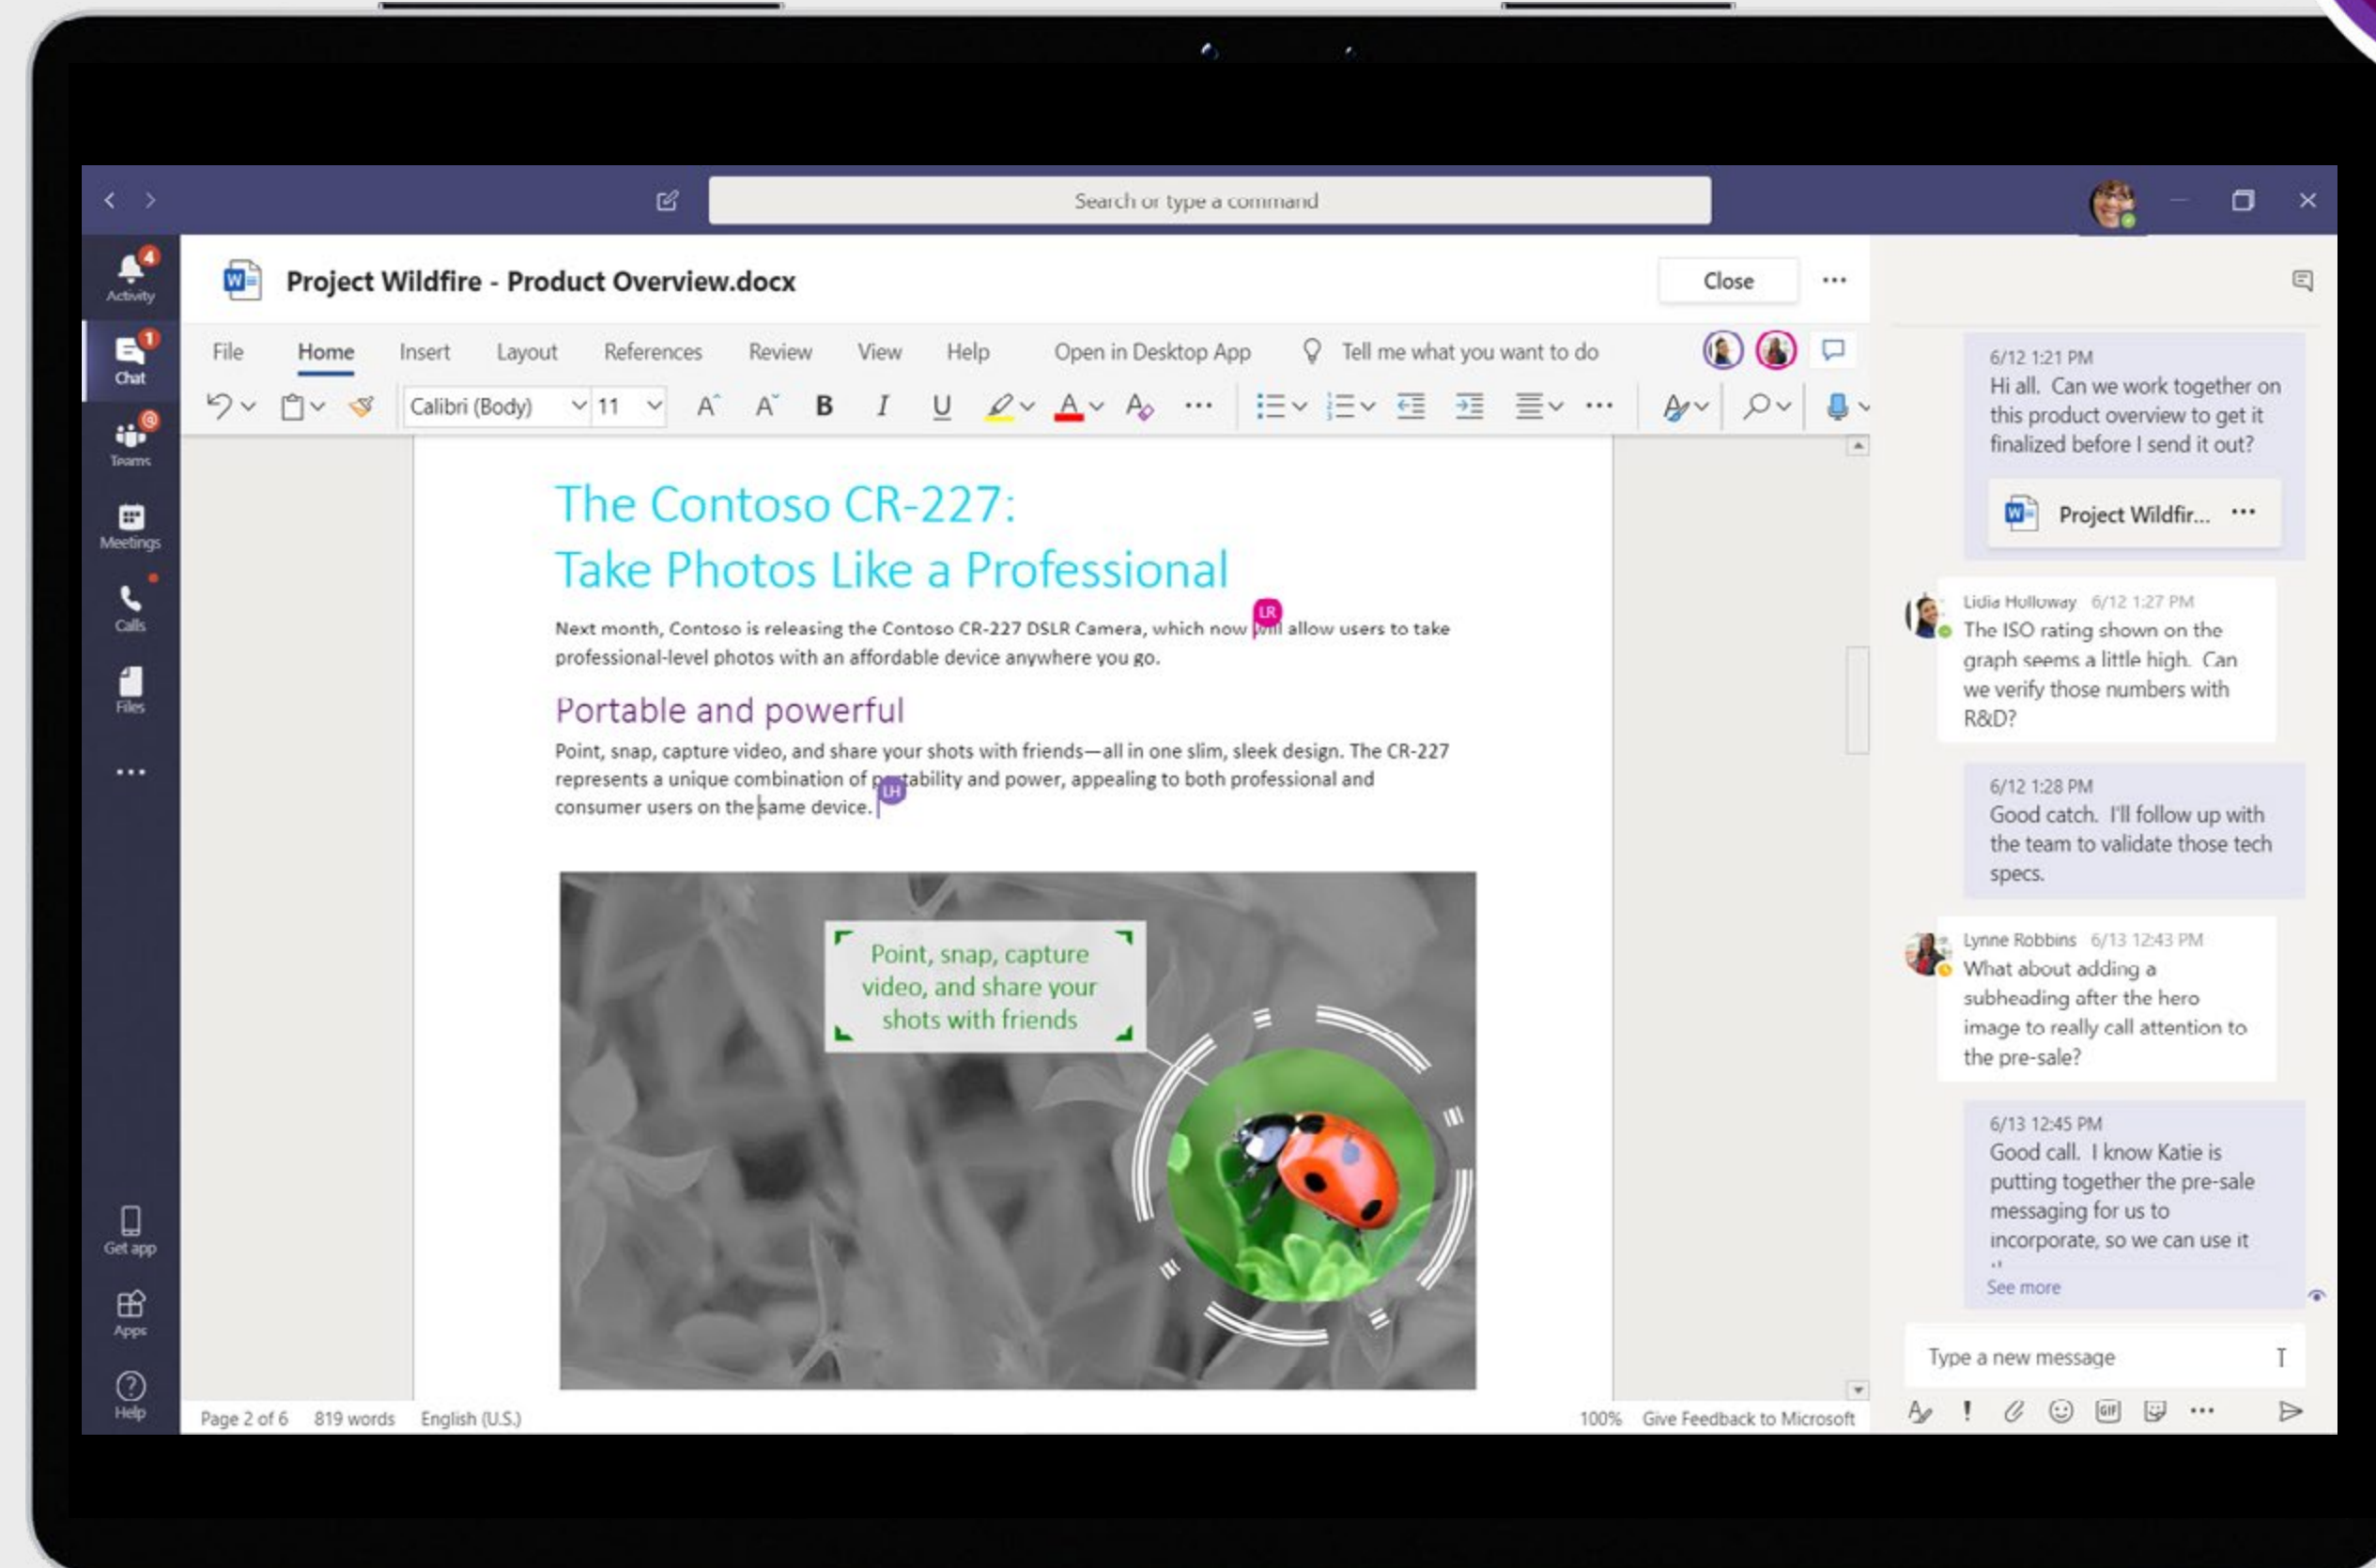 Search or type a command
4
Activity
1
Chat
@
Teams
Meetings
Calls
Files
Get app
Apps
Help
Project Wildfire - Product Overview.docx
Close
File Home Insert Layout References Review View Help Open in Desktop App Tell me what you want to do
Calibri (Body) 11 A A B I U A A
The Contoso CR-227:
Take Photos Like a Professional
LR
Next month, Contoso is releasing the Contoso CR-227 DSLR Camera, which now will allow users to take
professional-level photos with an affordable device anywhere you go.
Portable and powerful
Point, snap, capture video, and share your shots with friends—all in one slim, sleek design. The CR-227
represents a unique combination of portability and power, appealing to both professional and
LH
consumer users on the same device.
Point, snap, capture
video, and share your
shots with friends
Page 2 of 6 819 words English (U.S.)
100% Give Feedback to Microsoft
6/12 1:21 PM
Hi all. Can we work together on
this product overview to get it
finalized before I send it out?
Project Wildfir... ...
Lidia Holloway 6/12 1:27 PM
The ISO rating shown on the
graph seems a little high. Can
we verify those numbers with
R&D?
6/12 1:28 PM
Good catch. I'll follow up with
the team to validate those tech
specs.
Lynne Robbins 6/13 12:43 PM
What about adding a
subheading after the hero
image to really call attention to
the pre-sale?
6/13 12:45 PM
Good call. I know Katie is
putting together the pre-sale
messaging for us to
incorporate, so we can use it
See more
Type a new message
GIF